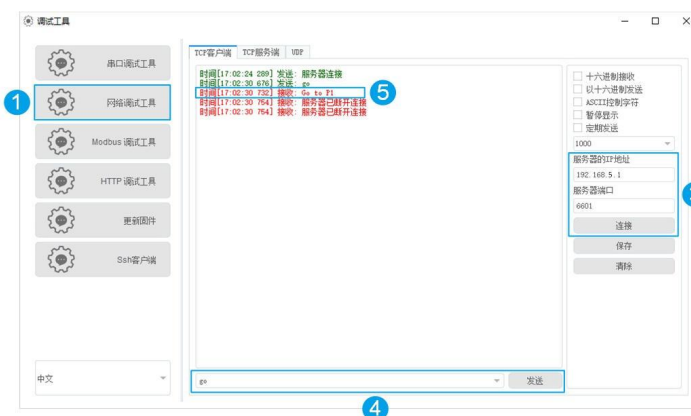 调试工具
串口调试工具
网络调试工具
Modbus 调试工具
HTTP 调试工具
更新固件
Ssh客户端
中文
1
TCP客户端 TCP服务端 UDP
时间[17:02:24 289] 发送: 服务器连接
时间[17:02:30 676] 发送: go
时间[17:02:30 732] 接收: Go to P1
时间[17:02:30 754] 接收: 服务器已断开连接
时间[17:02:30 754] 接收: 服务器已断开连接
5
go
发送
4
十六进制接收
以十六进制发送
ASCII控制字符
暂停显示
定期发送
1000
服务器的IP地址
192.168.5.1
服务器端口
6601
连接
保存
清除